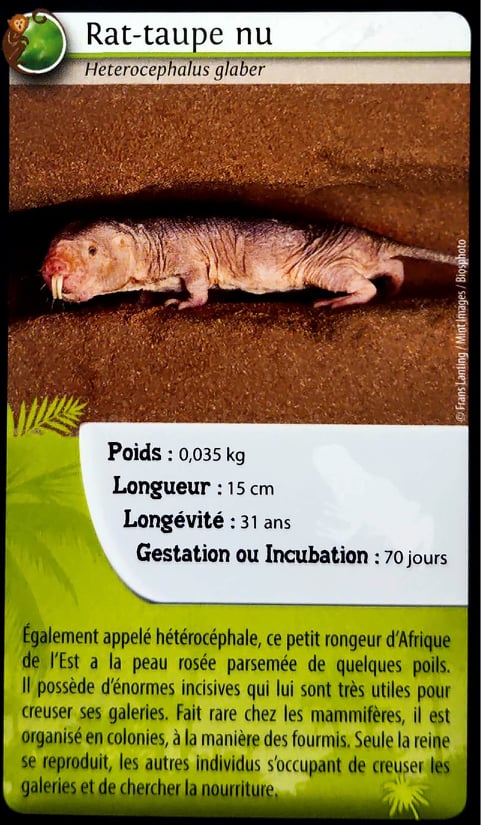 Rat-taupe nu
Heterocephalus glaber
© Frans Lanting / Mint Images / Biosphoto
Poids : 0,035 kg
Longueur : 15 cm
Longévité : 31 ans
Gestation ou Incubation : 70 jours
Également appelé hétérocéphale, ce petit rongeur d'Afrique
de l'Est a la peau rosée parsemée de quelques poils.
Il possède d'énormes incisives qui lui sont très utiles pour
creuser ses galeries. Fait rare chez les mammifères, il est
organisé en colonies, à la manière des fourmis. Seule la reine
se reproduit, les autres individus s'occupant de creuser les
galeries et de chercher la nourriture.